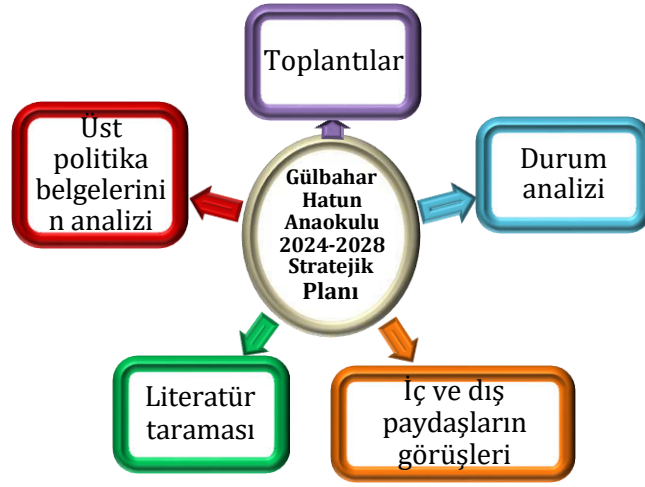 Toplantılar
Üst
politika
belgelerini
n analizi
Durum
analizi
Gülbahar
Hatun
Anaokulu
2024-2028
Stratejik
Planı
Literatür
taraması
İç ve dış
paydaşların
görüşleri